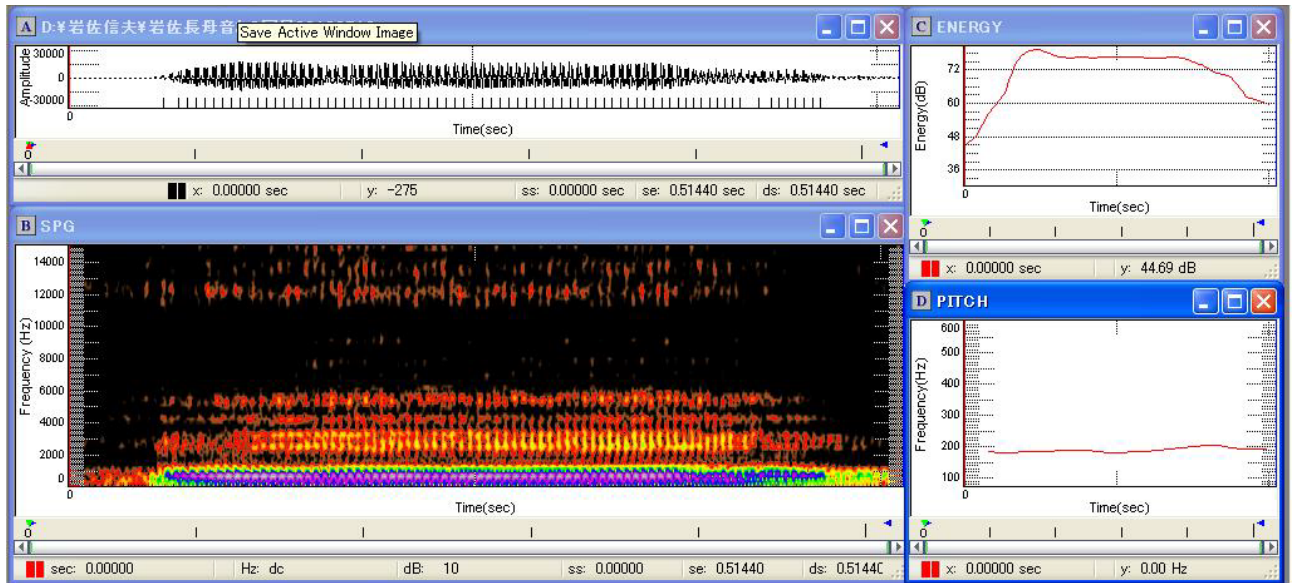 A D:¥岩佐信夫¥岩佐長母音
Save Active Window Image
Amplitude
30000
0
-30000
0
Time(sec)
0
x: 0.00000 sec y: -275 ss: 0.00000 sec se: 0.51440 sec ds: 0.51440 sec
B SPG
Frequency (Hz)
14000
12000
10000
8000
6000
4000
2000
0
0
Time(sec)
0
sec: 0.00000 Hz: dc dB: 10 ss: 0.00000 se: 0.51440 ds: 0.5144
C ENERGY
Energy(dB)
72
60
48
36
0
Time(sec)
0
x: 0.00000 sec y: 44.69 dB
D PITCH
Frequency(Hz)
600
500
400
300
200
100
0
Time(sec)
0
x: 0.00000 sec y: 0.00 Hz